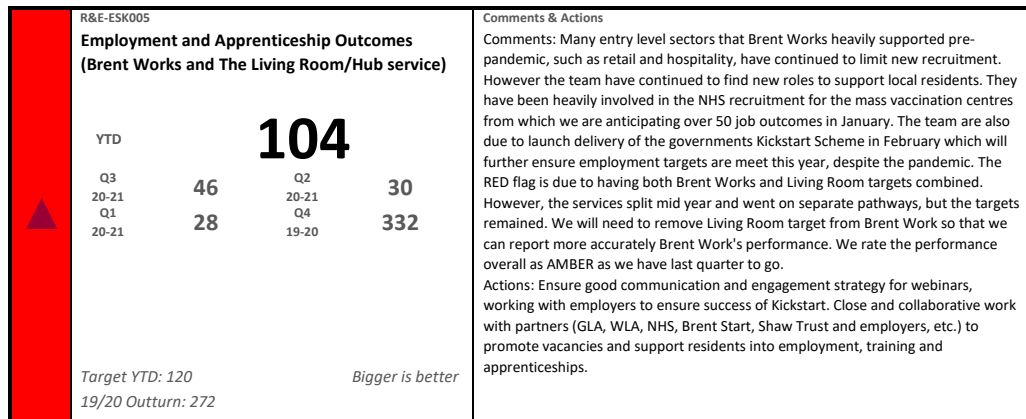 R&E-ESK005
Employment and Apprenticeship Outcomes
(Brent Works and The Living Room/Hub service)
YTD
104
Q3
20-21
46
Q2
20-21
30
Q1
20-21
28
Q4
19-20
332
Target YTD: 120
Bigger is better
19/20 Outturn: 272
Comments & Actions
Comments: Many entry level sectors that Brent Works heavily supported pre-
pandemic, such as retail and hospitality, have continued to limit new recruitment.
However the team have continued to find new roles to support local residents. They
have been heavily involved in the NHS recruitment for the mass vaccination centres
from which we are anticipating over 50 job outcomes in January. The team are also
due to launch delivery of the governments Kickstart Scheme in February which will
further ensure employment targets are meet this year, despite the pandemic. The
RED flag is due to having both Brent Works and Living Room targets combined.
However, the services split mid year and went on separate pathways, but the targets
remained. We will need to remove Living Room target from Brent Work so that we
can report more accurately Brent Work's performance. We rate the performance
overall as AMBER as we have last quarter to go.
Actions: Ensure good communication and engagement strategy for webinars,
working with employers to ensure success of Kickstart. Close and collaborative work
with partners (GLA, WLA, NHS, Brent Start, Shaw Trust and employers, etc.) to
promote vacancies and support residents into employment, training and
apprenticeships.